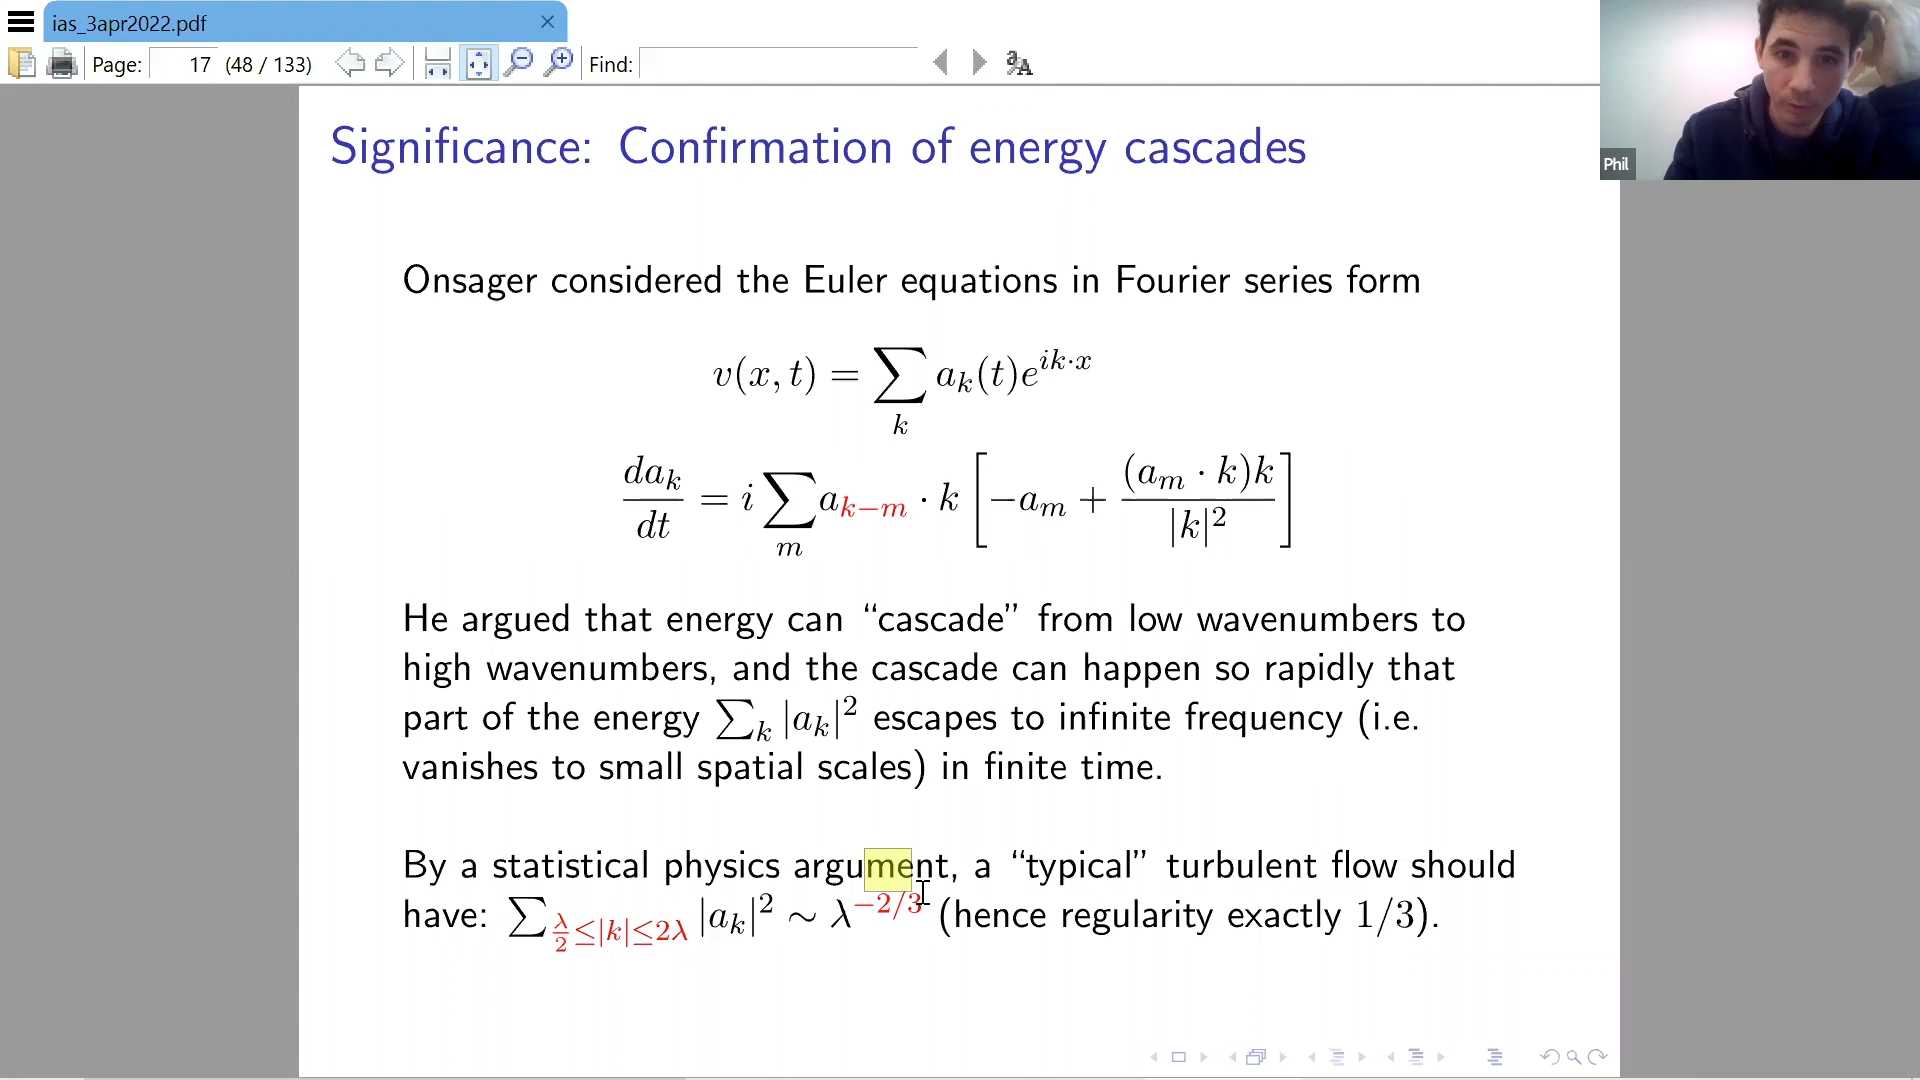 ias_3apr2022.pdf
Page: 17 (48 / 133) Find:
Phil
Significance: Confirmation of energy cascades
Onsager considered the Euler equations in Fourier series form
v(x, t) = ∑_k a_k(t)e^{ik·x}
da_k/dt = i ∑_m a_{k−m} · k [−a_m + (a_m · k)k/|k|²]
He argued that energy can “cascade” from low wavenumbers to
high wavenumbers, and the cascade can happen so rapidly that
part of the energy ∑_k |a_k|² escapes to infinite frequency (i.e.
vanishes to small spatial scales) in finite time.
By a statistical physics argument, a “typical” turbulent flow should
have: ∑_{λ/2≤|k|≤2λ} |a_k|² ∼ λ^{−2/3} (hence regularity exactly 1/3).